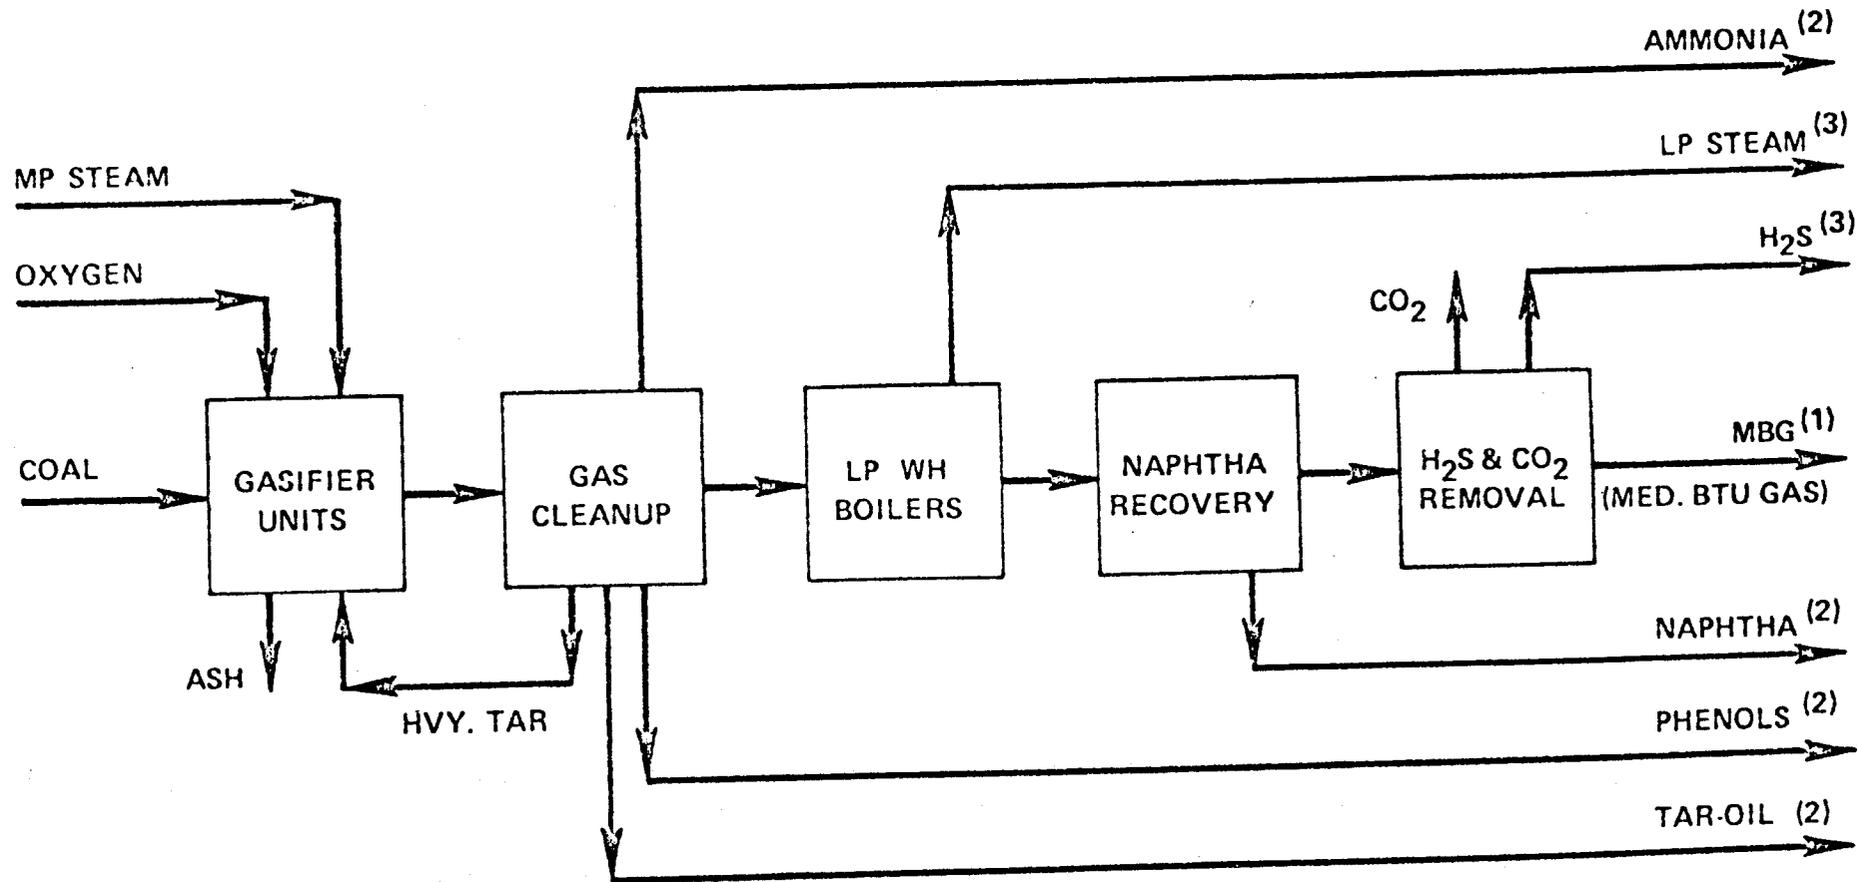 AMMONIA (2)
LP STEAM (3)
MP STEAM
H2S (3)
OXYGEN
CO2
MBG (1)
COAL
GASIFIER
UNITS
GAS
CLEANUP
LP WH
BOILERS
NAPHTHA
RECOVERY
H2S & CO2
REMOVAL
(MED. BTU GAS)
NAPHTHA (2)
ASH
HVY. TAR
PHENOLS (2)
TAR-OIL (2)